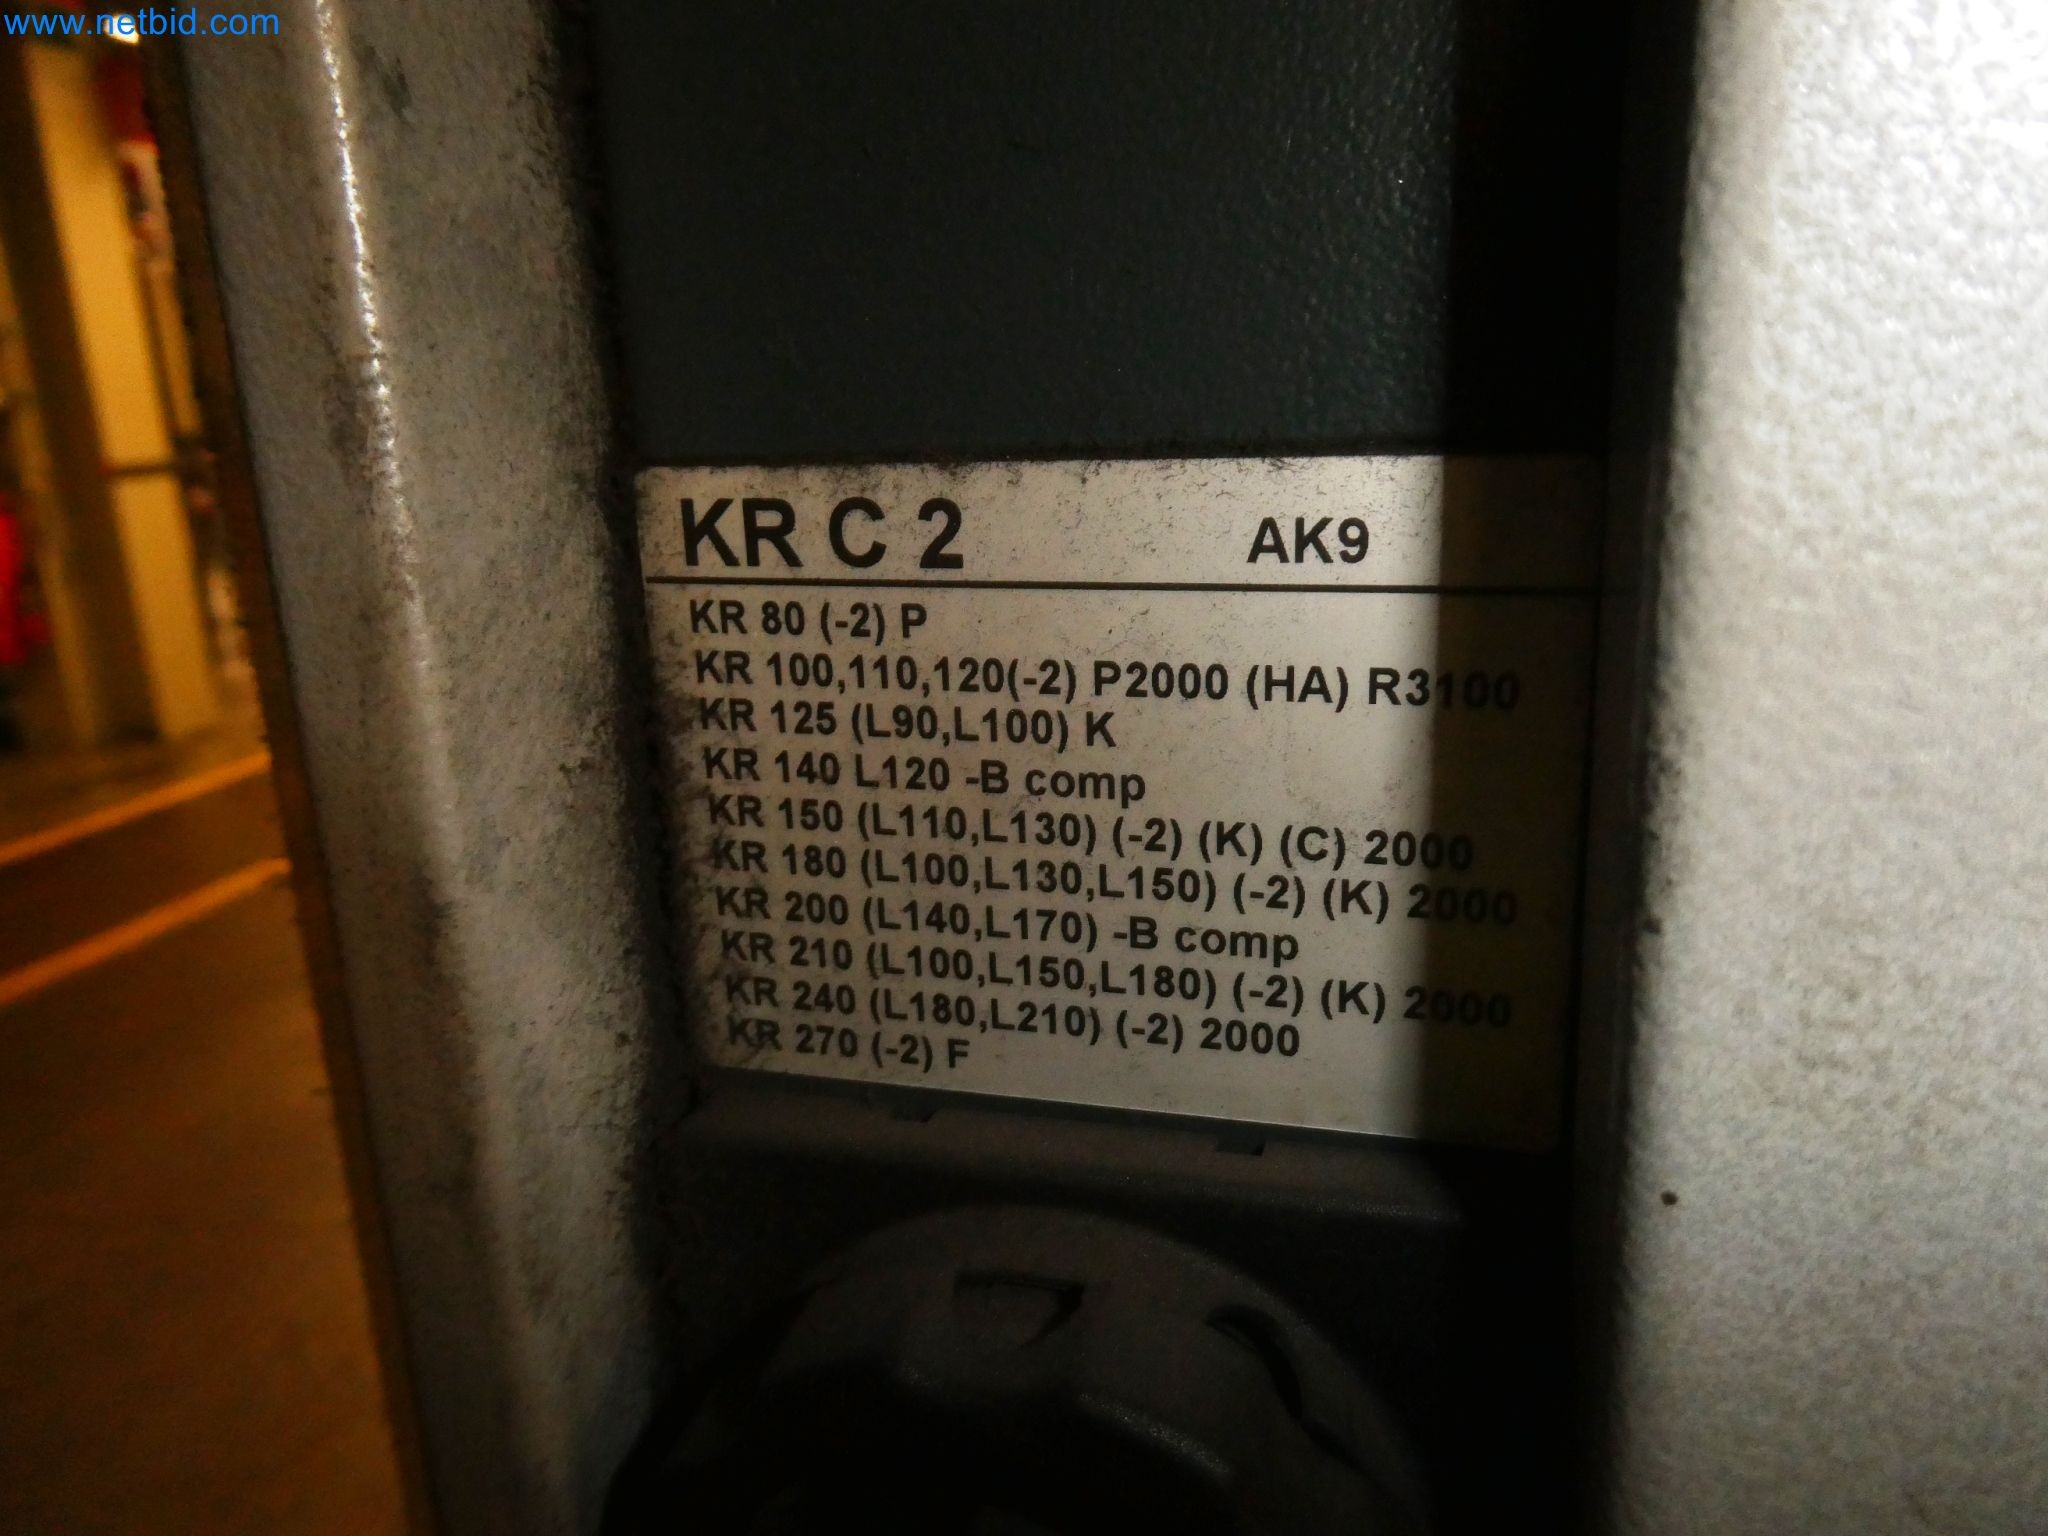 www.netbid.com
KR C 2 AK9
KR 80 (-2) P
KR 100,110,120(-2) P2000 (HA) R3100
KR 125 (L90,L100) K
KR 140 L120 -B comp
KR 150 (L110,L130) (-2) (K) (C) 2000
KR 180 (L100,L130,L150) (-2) (K) 2000
KR 200 (L140,L170) -B comp
KR 210 (L100,L150,L180) (-2) (K) 2000
KR 240 (L180,L210) (-2) 2000
KR 270 (-2) F